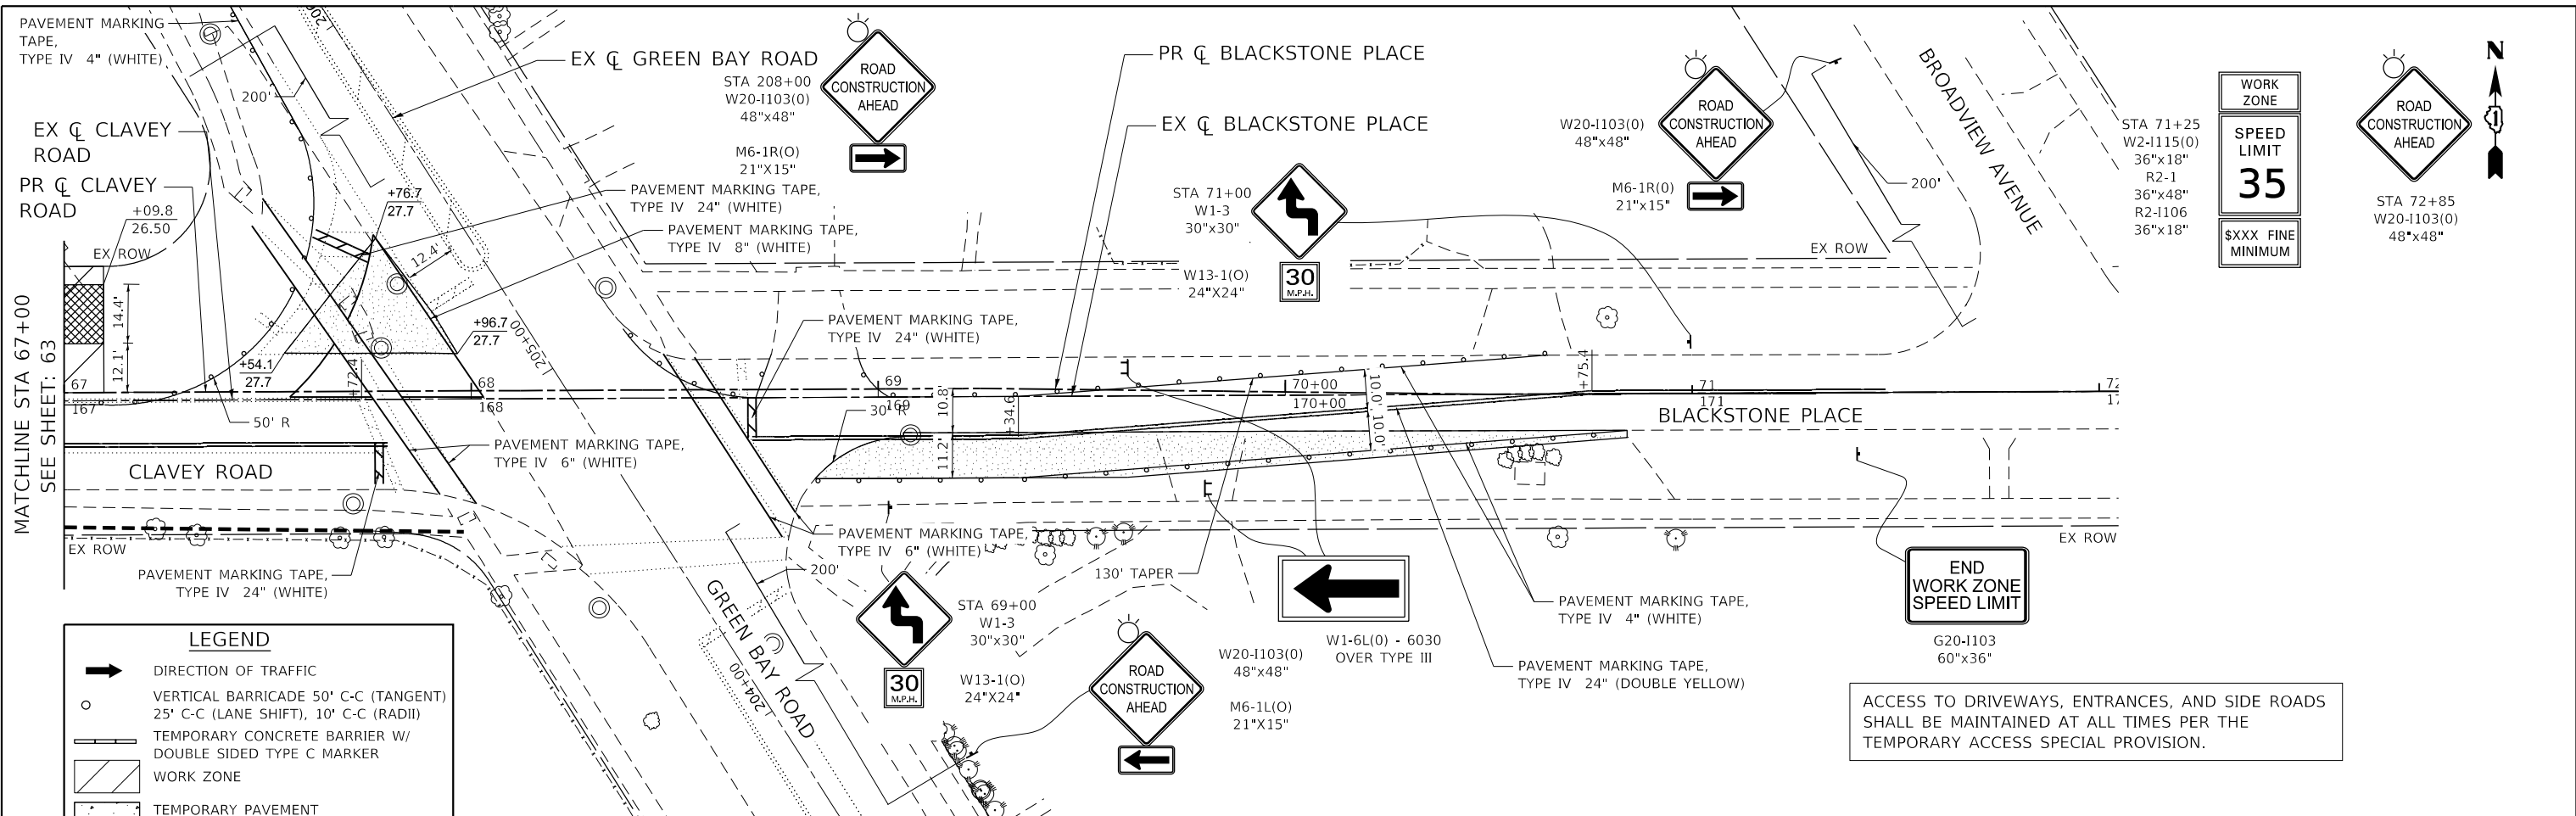 PAVEMENT MARKING
TAPE,
TYPE IV 4" (WHITE)
200'
EX ℄ CLAVEY
ROAD
PR ℄ CLAVEY
ROAD
+09.8
26.50
EX ROW
MATCHLINE STA 67+00
SEE SHEET: 63
14.4'
12.1'
67
167
50' R
CLAVEY ROAD
EX ROW
PAVEMENT MARKING TAPE,
TYPE IV 24" (WHITE)
EX ℄ GREEN BAY ROAD
STA 208+00
W20-I103(0)
48"x48"
M6-1R(O)
21"X15"
ROAD
CONSTRUCTION
AHEAD
+76.7
27.7
PAVEMENT MARKING TAPE,
TYPE IV 24" (WHITE)
PAVEMENT MARKING TAPE,
TYPE IV 8" (WHITE)
12.4'
+96.7
27.7
+54.1
27.7
+72.4
68
168
205+00
PAVEMENT MARKING TAPE,
TYPE IV 6" (WHITE)
PAVEMENT MARKING TAPE,
TYPE IV 24" (WHITE)
69
169
30' R
10.8'
11.2'
+34.6
PR ℄ BLACKSTONE PLACE
EX ℄ BLACKSTONE PLACE
STA 71+00
W1-3
30"x30"
W13-1(O)
24"X24"
30
M.P.H.
W20-I103(0)
48"x48"
M6-1R(0)
21"x15"
ROAD
CONSTRUCTION
AHEAD
200'
BROADVIEW AVENUE
EX ROW
70+00
170+00
10.0'
10.0'
+75.4
71
171
BLACKSTONE PLACE
72
17
EX ROW
STA 71+25
W2-I115(0)
36"x18"
R2-1
36"x48"
R2-I106
36"x18"
WORK
ZONE
SPEED
LIMIT
35
$XXX FINE
MINIMUM
ROAD
CONSTRUCTION
AHEAD
STA 72+85
W20-I103(0)
48"x48"
N
PAVEMENT MARKING TAPE,
TYPE IV 6" (WHITE)
200'
GREEN BAY ROAD
204+00
30
M.P.H.
STA 69+00
W1-3
30"x30"
W13-1(O)
24"X24"
130' TAPER
ROAD
CONSTRUCTION
AHEAD
W20-I103(0)
48"x48"
M6-1L(O)
21"X15"
W1-6L(0) - 6030
OVER TYPE III
PAVEMENT MARKING TAPE,
TYPE IV 4" (WHITE)
PAVEMENT MARKING TAPE,
TYPE IV 24" (DOUBLE YELLOW)
END
WORK ZONE
SPEED LIMIT
G20-I103
60"x36"
ACCESS TO DRIVEWAYS, ENTRANCES, AND SIDE ROADS
SHALL BE MAINTAINED AT ALL TIMES PER THE
TEMPORARY ACCESS SPECIAL PROVISION.
LEGEND
DIRECTION OF TRAFFIC
VERTICAL BARRICADE 50' C-C (TANGENT)
25' C-C (LANE SHIFT), 10' C-C (RADII)
TEMPORARY CONCRETE BARRIER W/
DOUBLE SIDED TYPE C MARKER
WORK ZONE
TEMPORARY PAVEMENT